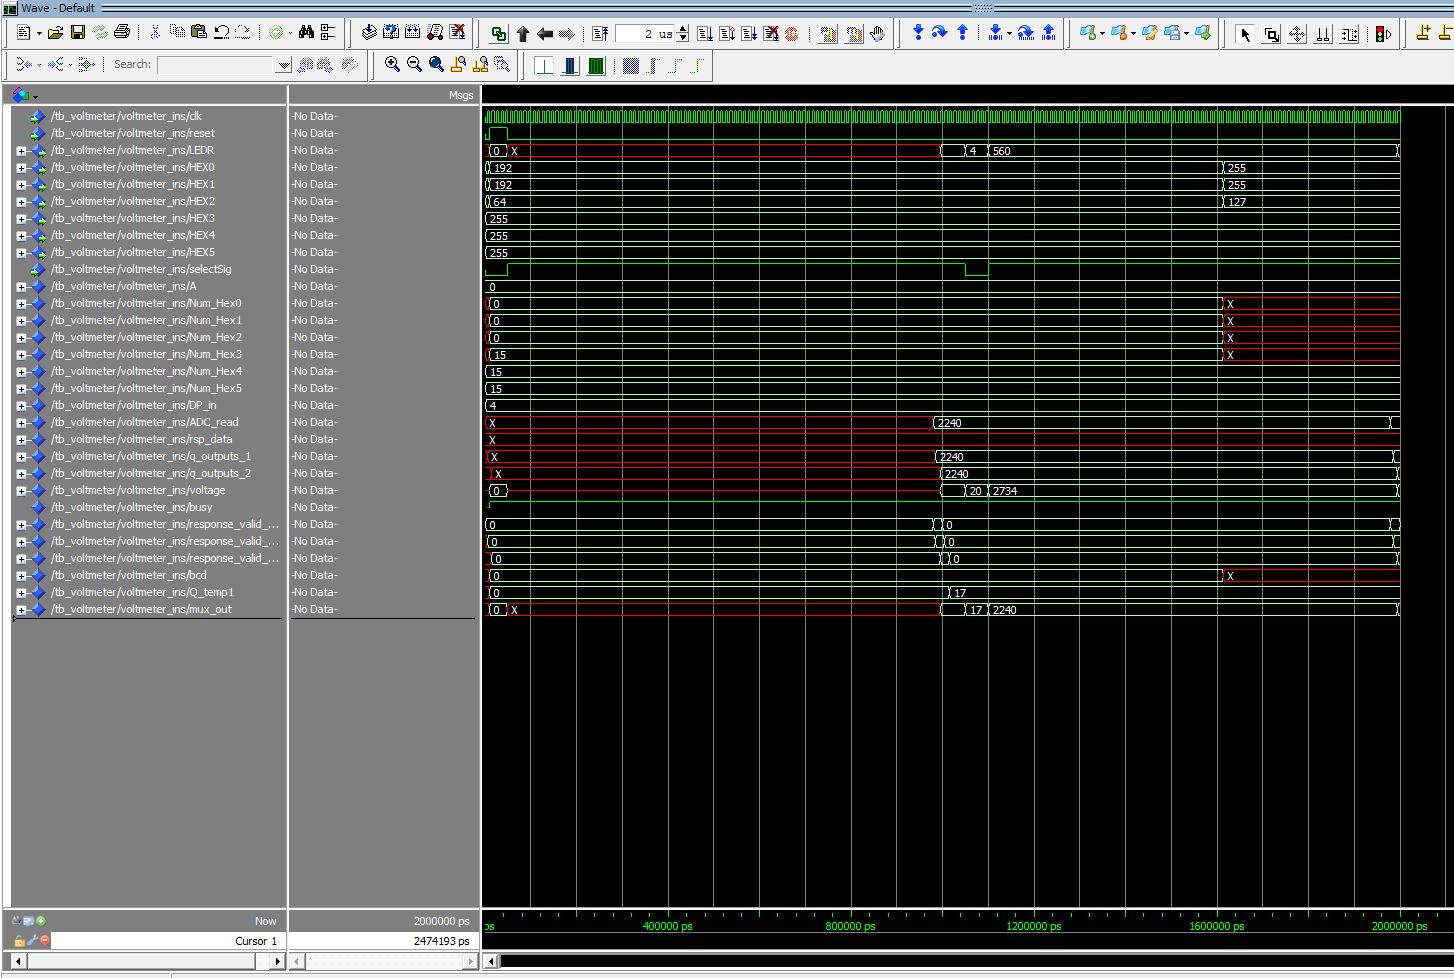 Wave - Default
2 us
Search:
Msgs
/tb_voltmeter/voltmeter_ins/clk -No Data-
/tb_voltmeter/voltmeter_ins/reset -No Data-
/tb_voltmeter/voltmeter_ins/LEDR -No Data- 0 X 4 560
/tb_voltmeter/voltmeter_ins/HEX0 -No Data- 192 255
/tb_voltmeter/voltmeter_ins/HEX1 -No Data- 192 255
/tb_voltmeter/voltmeter_ins/HEX2 -No Data- 64 127
/tb_voltmeter/voltmeter_ins/HEX3 -No Data- 255
/tb_voltmeter/voltmeter_ins/HEX4 -No Data- 255
/tb_voltmeter/voltmeter_ins/HEX5 -No Data- 255
/tb_voltmeter/voltmeter_ins/selectSig -No Data-
/tb_voltmeter/voltmeter_ins/A -No Data- 0
/tb_voltmeter/voltmeter_ins/Num_Hex0 -No Data- 0 X
/tb_voltmeter/voltmeter_ins/Num_Hex1 -No Data- 0 X
/tb_voltmeter/voltmeter_ins/Num_Hex2 -No Data- 0 X
/tb_voltmeter/voltmeter_ins/Num_Hex3 -No Data- 15 X
/tb_voltmeter/voltmeter_ins/Num_Hex4 -No Data- 15
/tb_voltmeter/voltmeter_ins/Num_Hex5 -No Data- 15
/tb_voltmeter/voltmeter_ins/DP_in -No Data- 4
/tb_voltmeter/voltmeter_ins/ADC_read -No Data- X 2240
/tb_voltmeter/voltmeter_ins/rsp_data -No Data- X
/tb_voltmeter/voltmeter_ins/q_outputs_1 -No Data- X 2240
/tb_voltmeter/voltmeter_ins/q_outputs_2 -No Data- X 2240
/tb_voltmeter/voltmeter_ins/voltage -No Data- 0 20 2734
/tb_voltmeter/voltmeter_ins/busy -No Data-
/tb_voltmeter/voltmeter_ins/response_valid_... -No Data- 0 0
/tb_voltmeter/voltmeter_ins/response_valid_... -No Data- 0 0
/tb_voltmeter/voltmeter_ins/response_valid_... -No Data- 0 0
/tb_voltmeter/voltmeter_ins/bcd -No Data- 0 X
/tb_voltmeter/voltmeter_ins/Q_temp1 -No Data- 0 17
/tb_voltmeter/voltmeter_ins/mux_out -No Data- 0 X 17 2240
Now 2000000 ps ps 400000 ps 800000 ps 1200000 ps 1600000 ps 2000000 ps
Cursor 1 2474193 ps